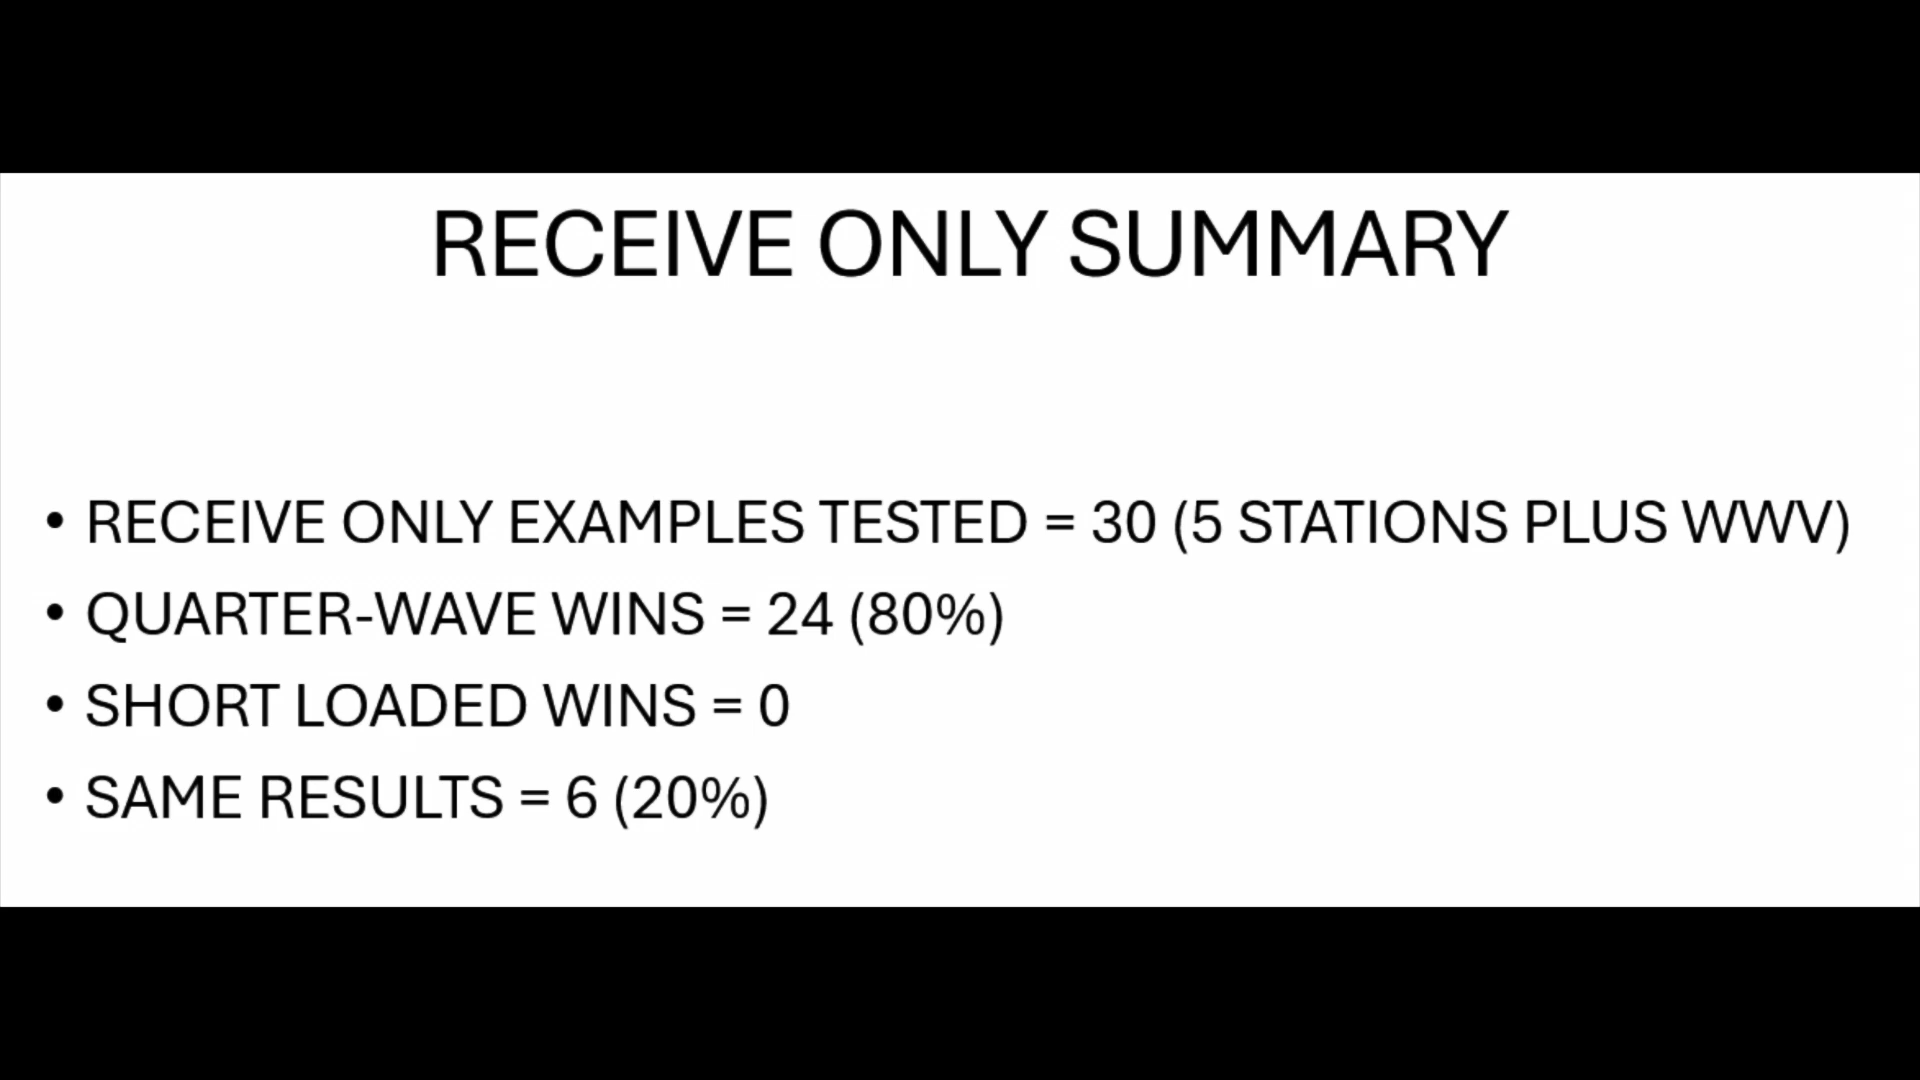 RECEIVE ONLY SUMMARY
• RECEIVE ONLY EXAMPLES TESTED = 30 (5 STATIONS PLUS WWV)
• QUARTER-WAVE WINS = 24 (80%)
• SHORT LOADED WINS = 0
• SAME RESULTS = 6 (20%)